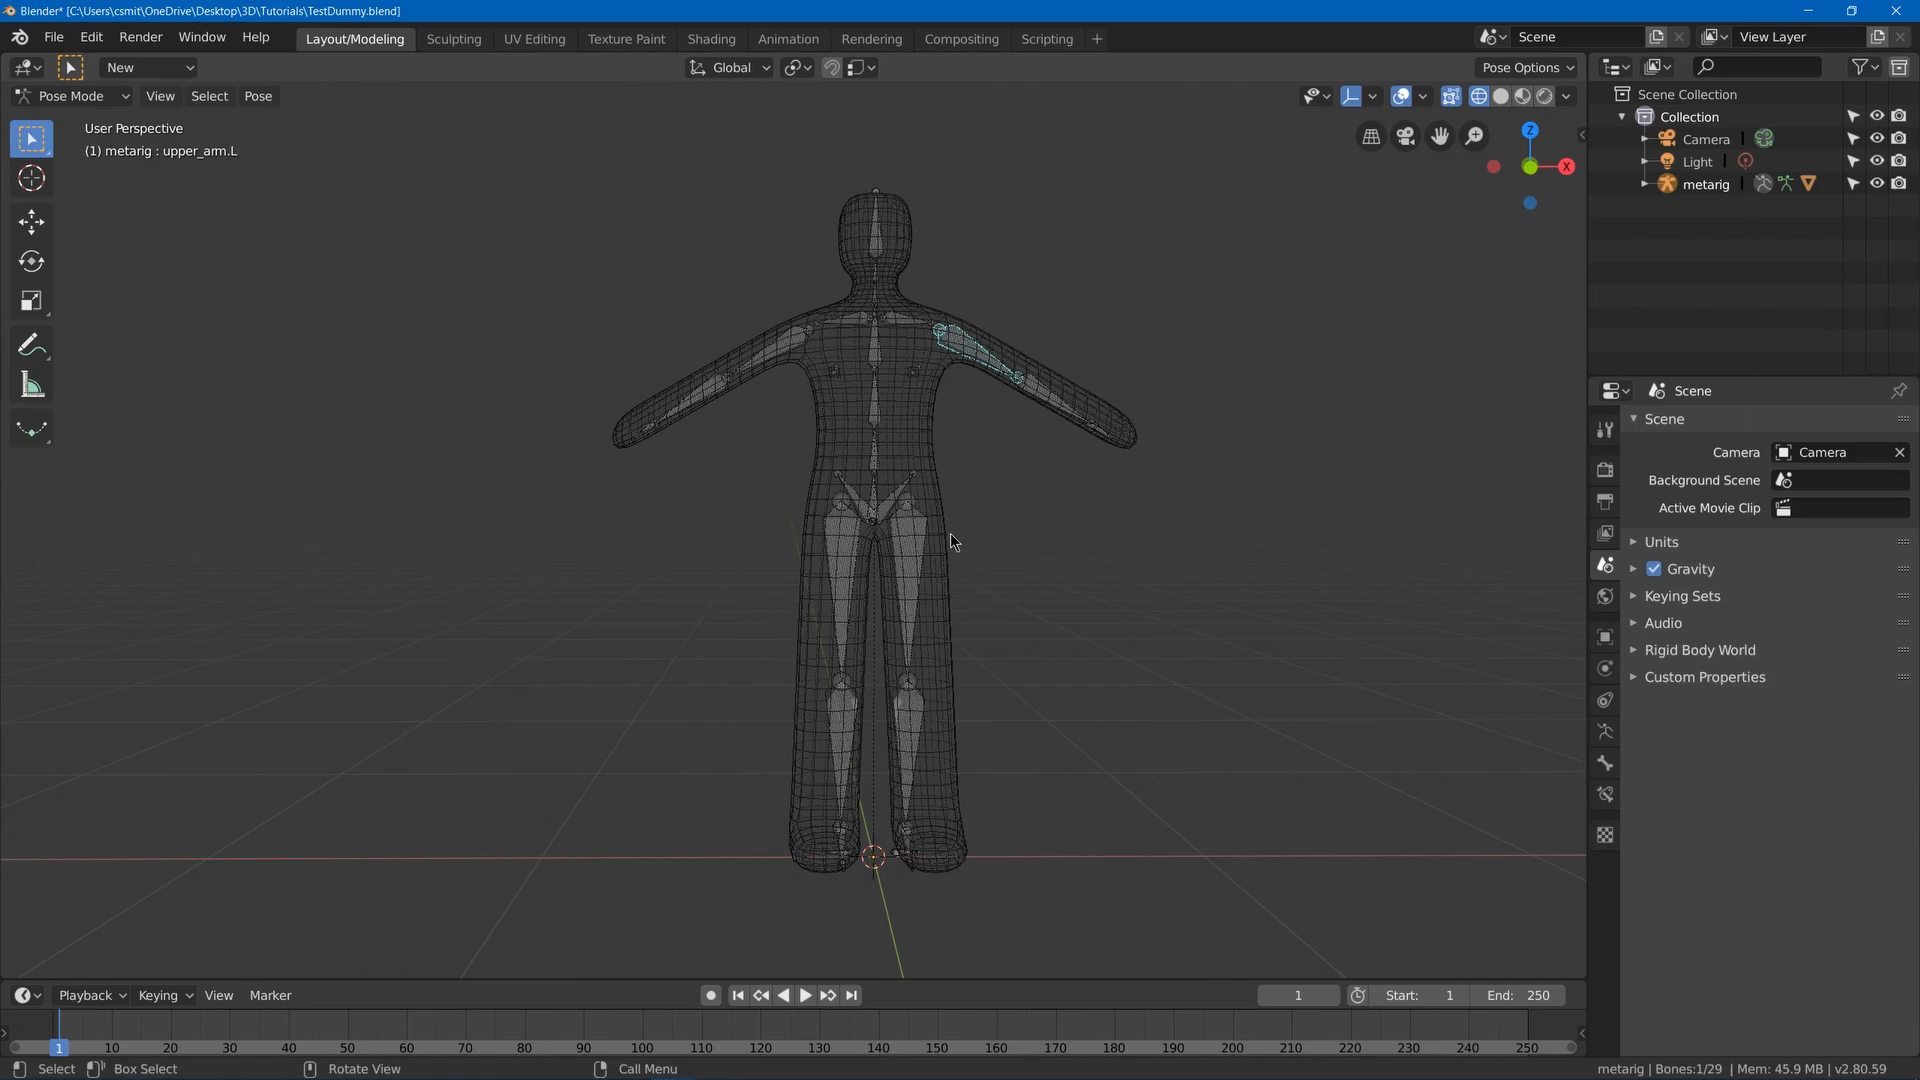 Blender* [C:\Users\csmit\OneDrive\Desktop\3D\Tutorials\TestDummy.blend]
File Edit Render Window Help Layout/Modeling Sculpting UV Editing Texture Paint Shading Animation Rendering Compositing Scripting + Scene View Layer
New Global Pose Options
Pose Mode View Select Pose
User Perspective
(1) metarig : upper_arm.L
Z
X
Scene Collection
Collection
Camera
Light
metarig
Scene
Scene
Camera Camera
Background Scene
Active Movie Clip
Units
Gravity
Keying Sets
Audio
Rigid Body World
Custom Properties
Playback Keying View Marker 1 Start: 1 End: 250
1 10 20 30 40 50 60 70 80 90 100 110 120 130 140 150 160 170 180 190 200 210 220 230 240 250
Select Box Select Rotate View Call Menu metarig | Bones:1/29 | Mem: 45.9 MB | v2.80.59